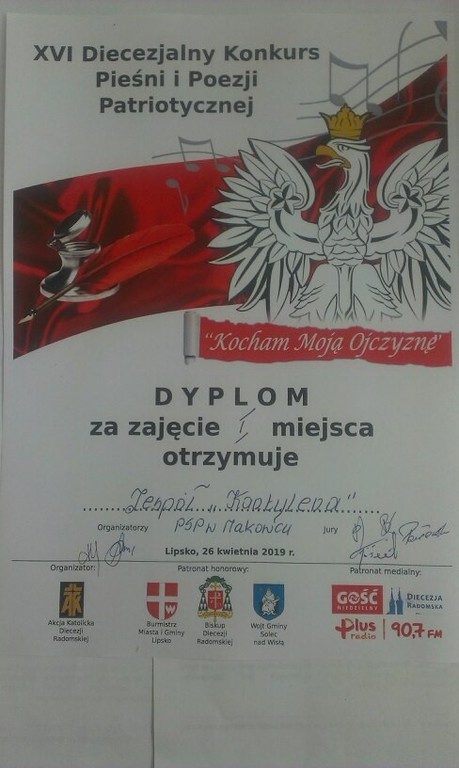 XVI Diecezjalny Konkurs
Pieśni i Poezji
Patriotycznej
"Kocham Moją Ojczyznę"
DYPLOM
za zajęcie I miejsca
otrzymuje
Zespół „Kantylena"
Organizatorzy PSP w Makowcu Jury
Lipsko, 26 kwietnia 2019 r.
Organizator: Patronat honorowy: Patronat medialny:
AK
Akcja Katolicka
Diecezji
Radomskiej
Burmistrz
Miasta i Gminy
Lipsko
Biskup
Diecezji
Radomskiej
Wójt Gminy
Solec
nad Wisłą
GOŚĆ
NIEDZIELNY
DIECEZJA
RADOMSKA
Plus
radio
90,7 FM